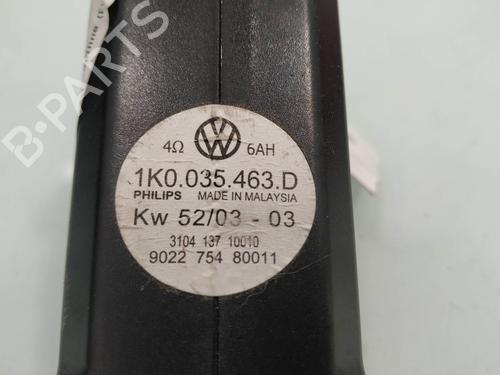 4Ω VW 6AH
1K0.035.463.D
PHILIPS MADE IN MALAYSIA
Kw 52/03 - 03
3104 137 10010
9022 754 80011
B-PARTS